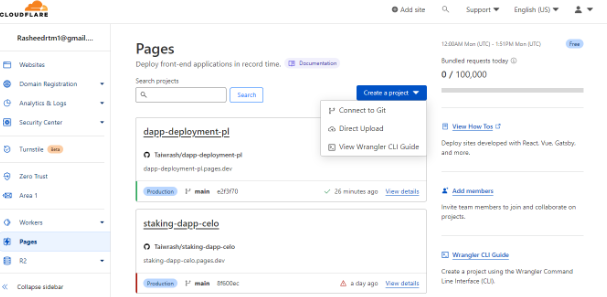 CLOUDFLARE
Add site
Support
English (US)
Rasheedrtm1@gmail....
Websites
Domain Registration
Analytics & Logs
Security Center
Turnstile Beta
Zero Trust
Area 1
Workers
Pages
R2
Collapse sidebar
Pages
Deploy front-end applications in record time. Documentation
Search projects
Search
Create a project
Connect to Git
Direct Upload
View Wrangler CLI Guide
dapp-deployment-pl
Taiwrash/dapp-deployment-pl
dapp-deployment-pl.pages.dev
Production main e2f3f70 26 minutes ago View details
staking-dapp-celo
Taiwrash/staking-dapp-celo
staking-dapp-celo.pages.dev
Production main 8f600ec a day ago View details
12:00AM Mon (UTC) - 1:51PM Mon (UTC) Free
Bundled requests today
0 / 100,000
View How Tos
Deploy sites developed with React, Vue, Gatsby,
and more.
Add members
Invite team members to join and collaborate on
projects.
Wrangler CLI Guide
Create a project using the Wrangler Command
Line Interface (CLI).